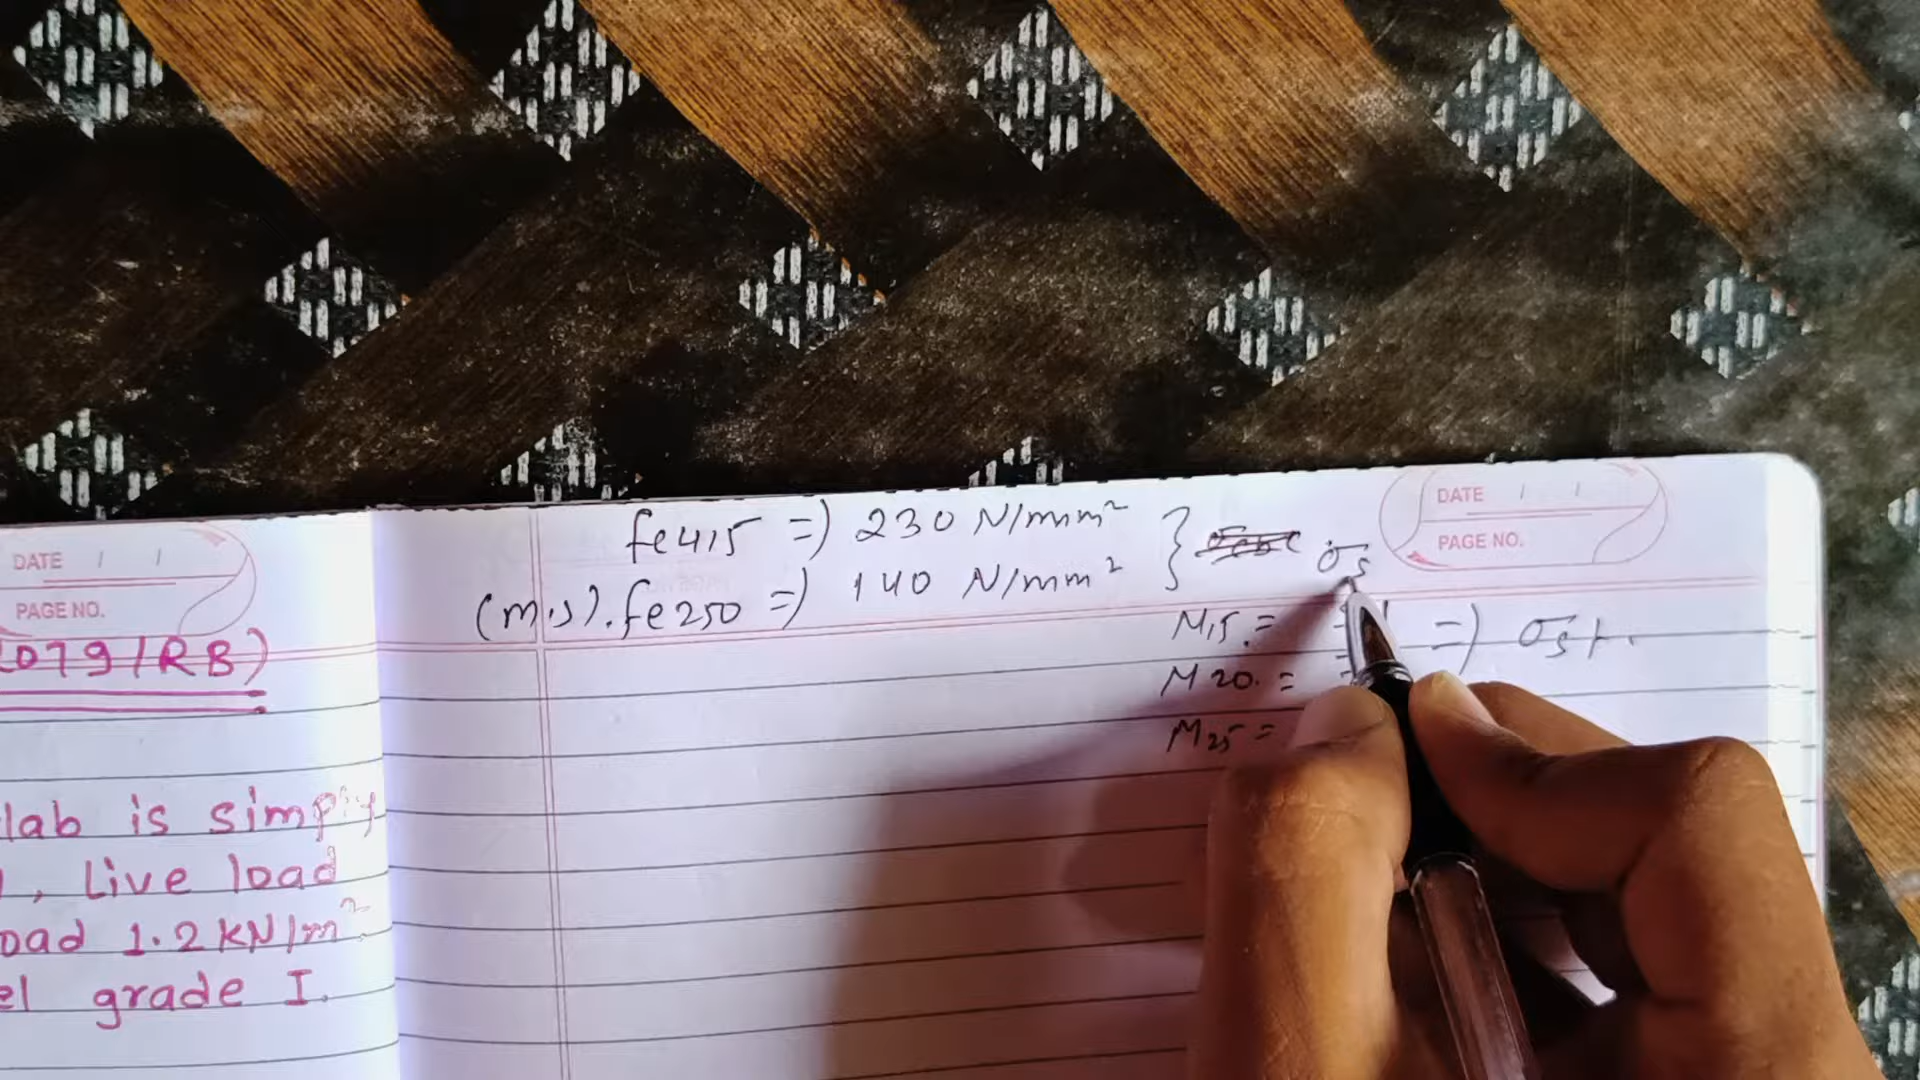 DATE / /
PAGE NO.
079/RB)
lab is simply
, Live load
oad 1.2 KN/m²
el grade I.
fe415 => 230 N/mm² }
(m.s).fe250 => 140 N/mm²
σs
DATE / /
PAGE NO.
M15. = => σst.
M20. =
M25 =